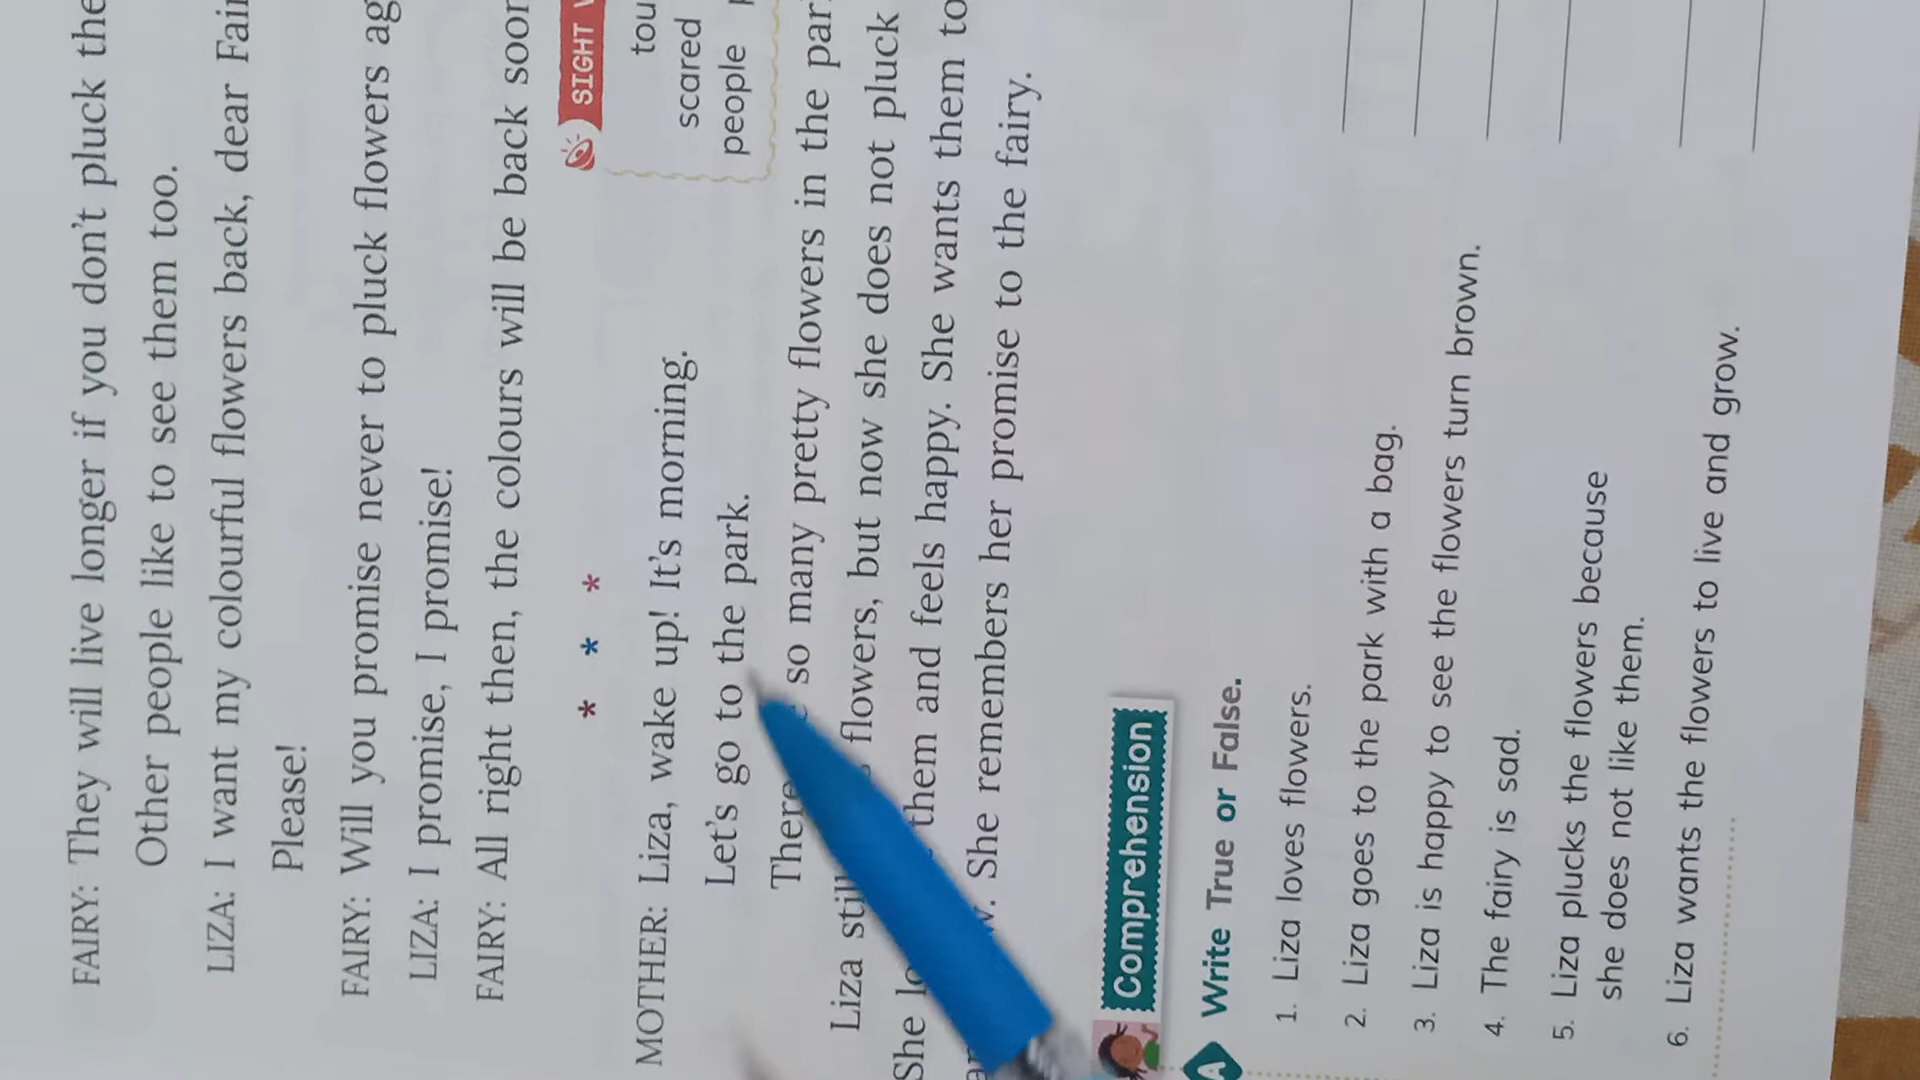 FAIRY: They will live longer if you don't pluck the
Other people like to see them too.
LIZA: I want my colourful flowers back, dear
Please!
FAIRY: Will you promise never to pluck flowers
LIZA: I promise, I promise!
FAIRY: All right then, the colours will be back
SIGHT
scared
people
* * *
MOTHER: Liza, wake up! It's morning.
Let's go to the park.
so many pretty flowers in the
Liza still flowers, but now she does not pluck
She them and feels happy. She wants them to
She remembers her promise to the fairy.
Comprehension
A Write True or False.
1. Liza loves flowers.
2. Liza goes to the park with a bag.
3. Liza is happy to see the flowers turn brown.
4. The fairy is sad.
5. Liza plucks the flowers because
she does not like them.
6. Liza wants the flowers to live and grow.